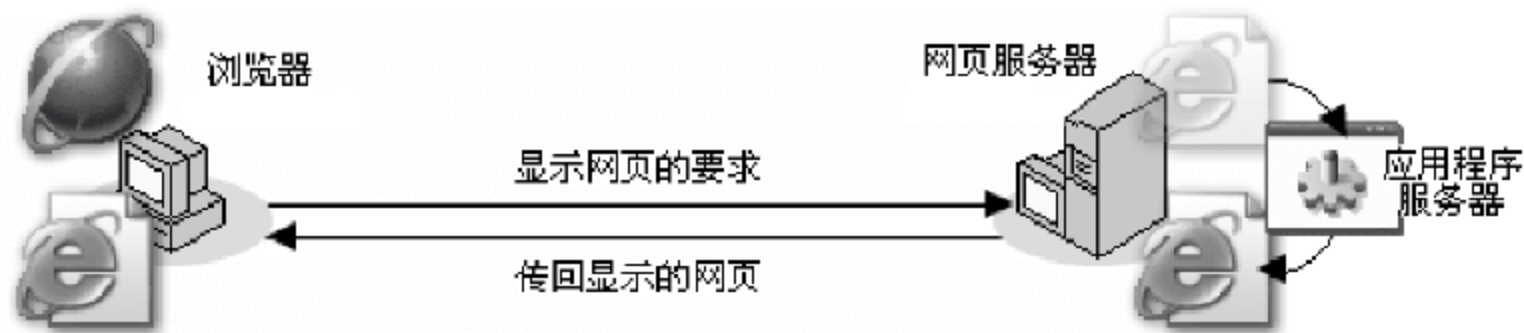 浏览器
网页服务器
显示网页的要求
应用程序
服务器
传回显示的网页